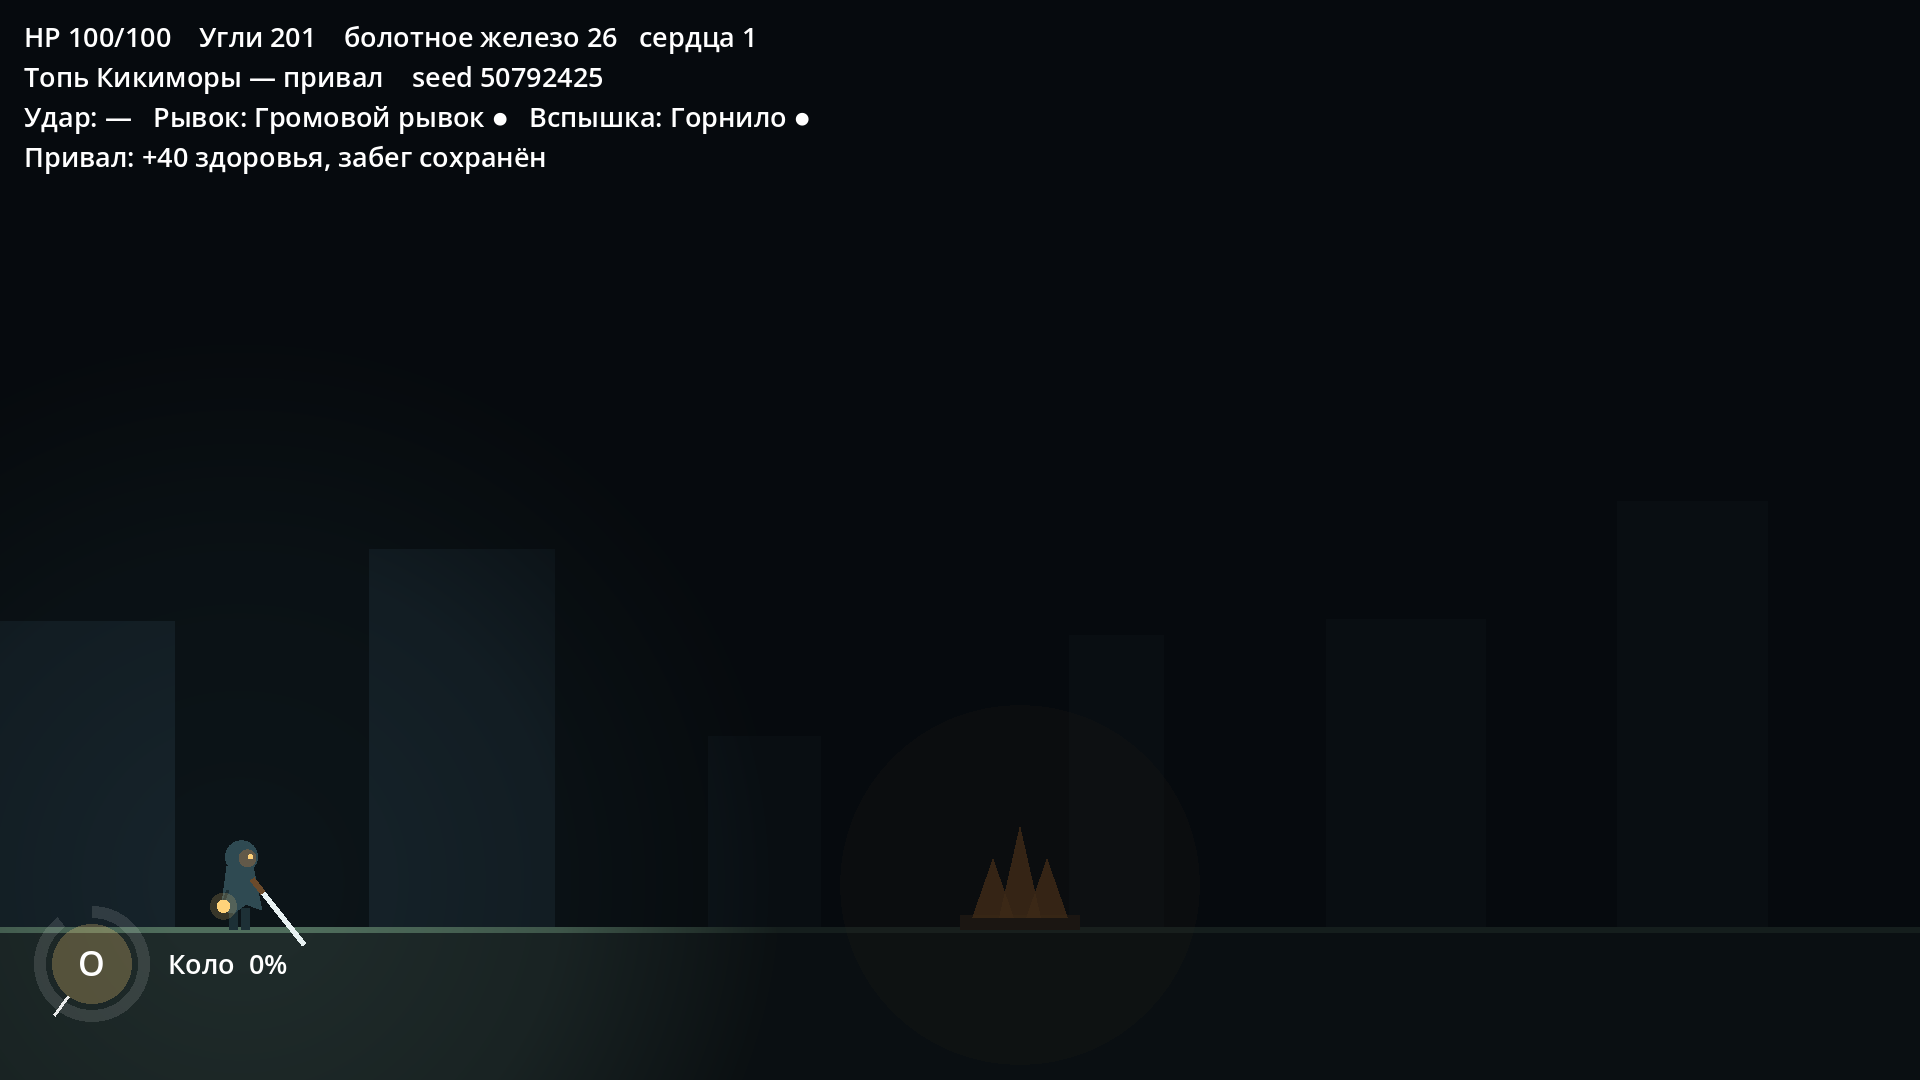 HP 100/100 Угли 201 болотное железо 26 сердца 1
Топь Кикиморы — привал seed 50792425
Удар: — Рывок: Громовой рывок ● Вспышка: Горнило ●
Привал: +40 здоровья, забег сохранён
О Коло 0%